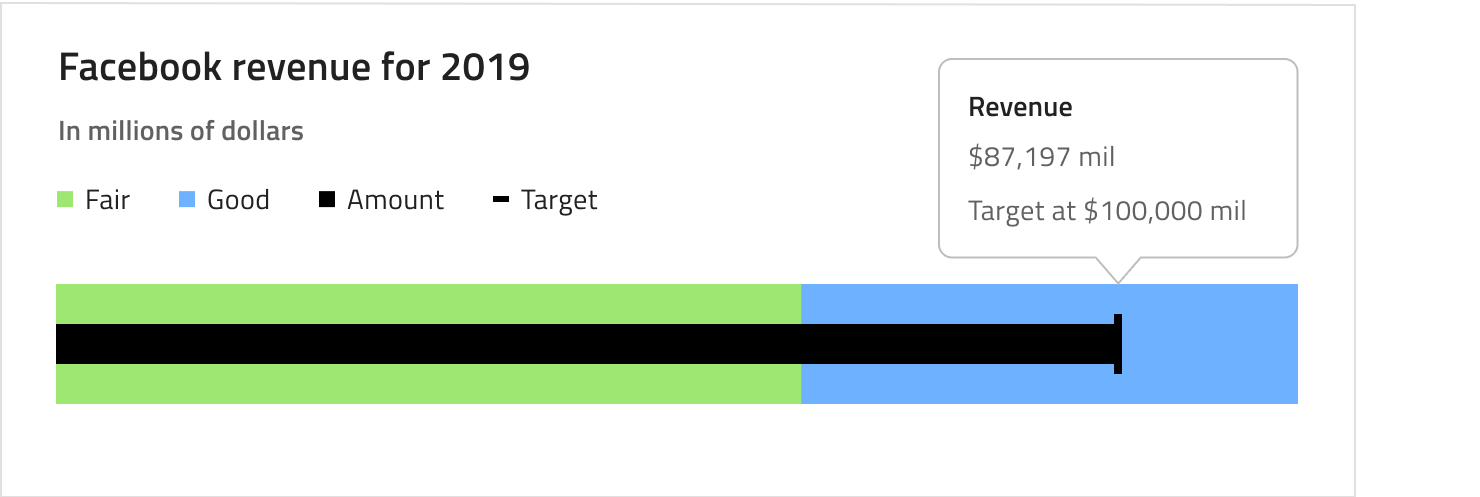 Facebook revenue for 2019
In millions of dollars
Fair Good Amount Target
Revenue
$87,197 mil
Target at $100,000 mil